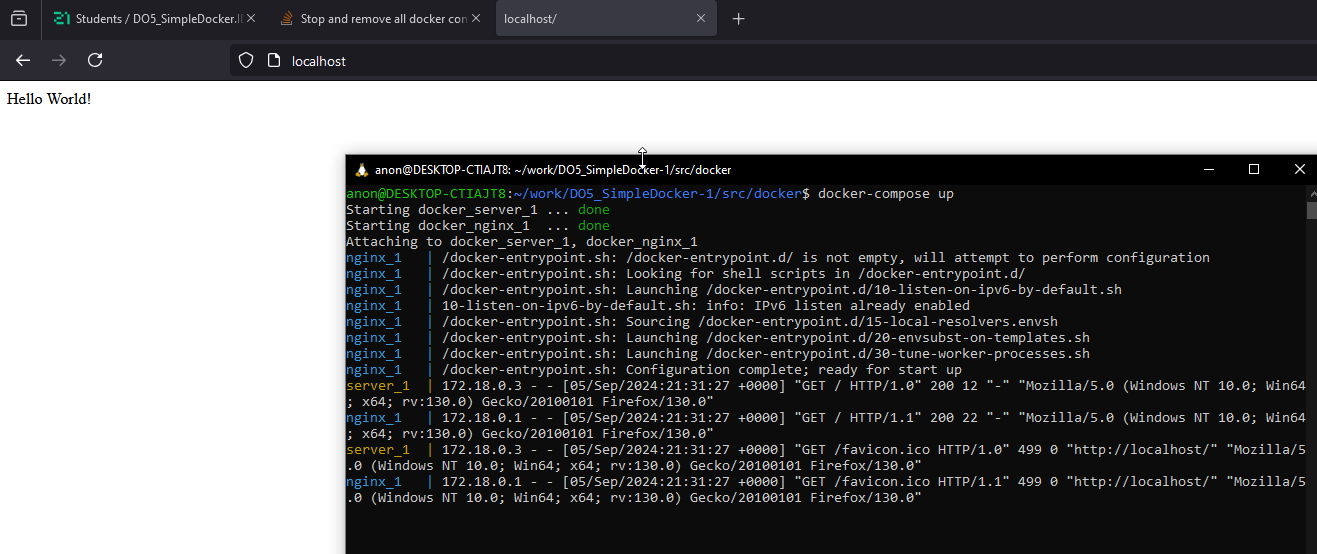 Students / DO5_SimpleDocker.
Stop and remove all docker con
localhost/
localhost
Hello World!
anon@DESKTOP-CTIAJT8: ~/work/DO5_SimpleDocker-1/src/docker
anon@DESKTOP-CTIAJT8:~/work/DO5_SimpleDocker-1/src/docker$ docker-compose up
Starting docker_server_1 ... done
Starting docker_nginx_1  ... done
Attaching to docker_server_1, docker_nginx_1
nginx_1   | /docker-entrypoint.sh: /docker-entrypoint.d/ is not empty, will attempt to perform configuration
nginx_1   | /docker-entrypoint.sh: Looking for shell scripts in /docker-entrypoint.d/
nginx_1   | /docker-entrypoint.sh: Launching /docker-entrypoint.d/10-listen-on-ipv6-by-default.sh
nginx_1   | 10-listen-on-ipv6-by-default.sh: info: IPv6 listen already enabled
nginx_1   | /docker-entrypoint.sh: Sourcing /docker-entrypoint.d/15-local-resolvers.envsh
nginx_1   | /docker-entrypoint.sh: Launching /docker-entrypoint.d/20-envsubst-on-templates.sh
nginx_1   | /docker-entrypoint.sh: Launching /docker-entrypoint.d/30-tune-worker-processes.sh
nginx_1   | /docker-entrypoint.sh: Configuration complete; ready for start up
server_1  | 172.18.0.3 - - [05/Sep/2024:21:31:27 +0000] "GET / HTTP/1.0" 200 12 "-" "Mozilla/5.0 (Windows NT 10.0; Win64
; x64; rv:130.0) Gecko/20100101 Firefox/130.0"
nginx_1   | 172.18.0.1 - - [05/Sep/2024:21:31:27 +0000] "GET / HTTP/1.1" 200 22 "-" "Mozilla/5.0 (Windows NT 10.0; Win64
; x64; rv:130.0) Gecko/20100101 Firefox/130.0"
server_1  | 172.18.0.3 - - [05/Sep/2024:21:31:27 +0000] "GET /favicon.ico HTTP/1.0" 499 0 "http://localhost/" "Mozilla/5
.0 (Windows NT 10.0; Win64; x64; rv:130.0) Gecko/20100101 Firefox/130.0"
nginx_1   | 172.18.0.1 - - [05/Sep/2024:21:31:27 +0000] "GET /favicon.ico HTTP/1.1" 499 0 "http://localhost/" "Mozilla/5
.0 (Windows NT 10.0; Win64; x64; rv:130.0) Gecko/20100101 Firefox/130.0"